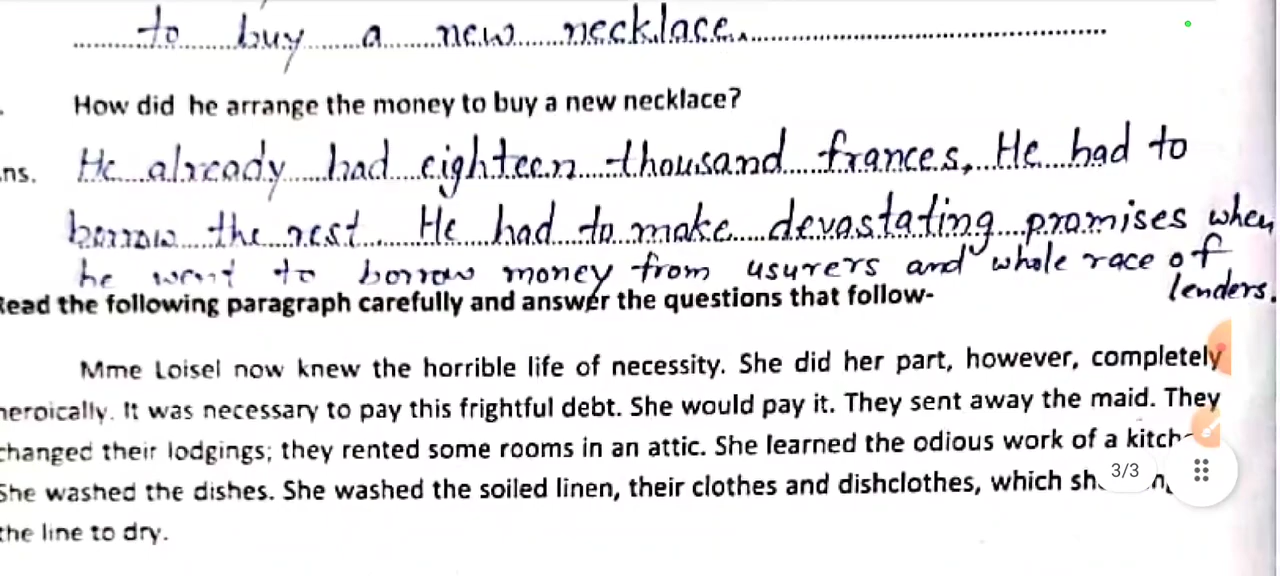 to buy a new necklace.
How did he arrange the money to buy a new necklace?
ns. He already had eighteen thousand frances, He had to
borrow the rest. He had to make devastating promises when
he went to borrow money from usurers and whole race of
lenders.
Read the following paragraph carefully and answer the questions that follow-
Mme Loisel now knew the horrible life of necessity. She did her part, however, completely
heroically. It was necessary to pay this frightful debt. She would pay it. They sent away the maid. They
changed their lodgings; they rented some rooms in an attic. She learned the odious work of a kitch
She washed the dishes. She washed the soiled linen, their clothes and dishclothes, which sh
the line to dry.
3/3